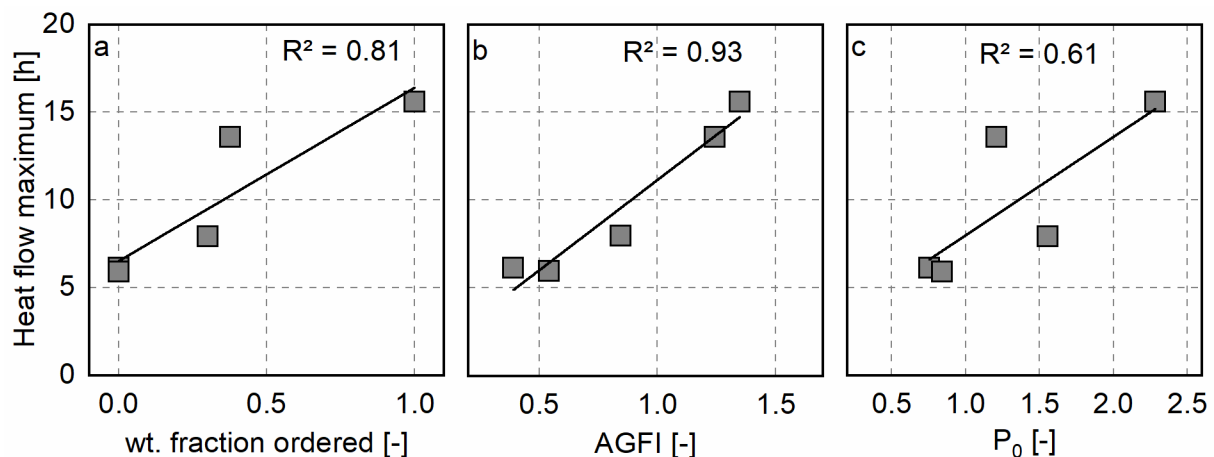 Heat flow maximum [h]
20
15
10
5
0
a
R² = 0.81
0.0
0.5
1.0
wt. fraction ordered [-]
b
R² = 0.93
0.5
1.0
1.5
AGFI [-]
c
R² = 0.61
0.5
1.0
1.5
2.0
2.5
P₀ [-]